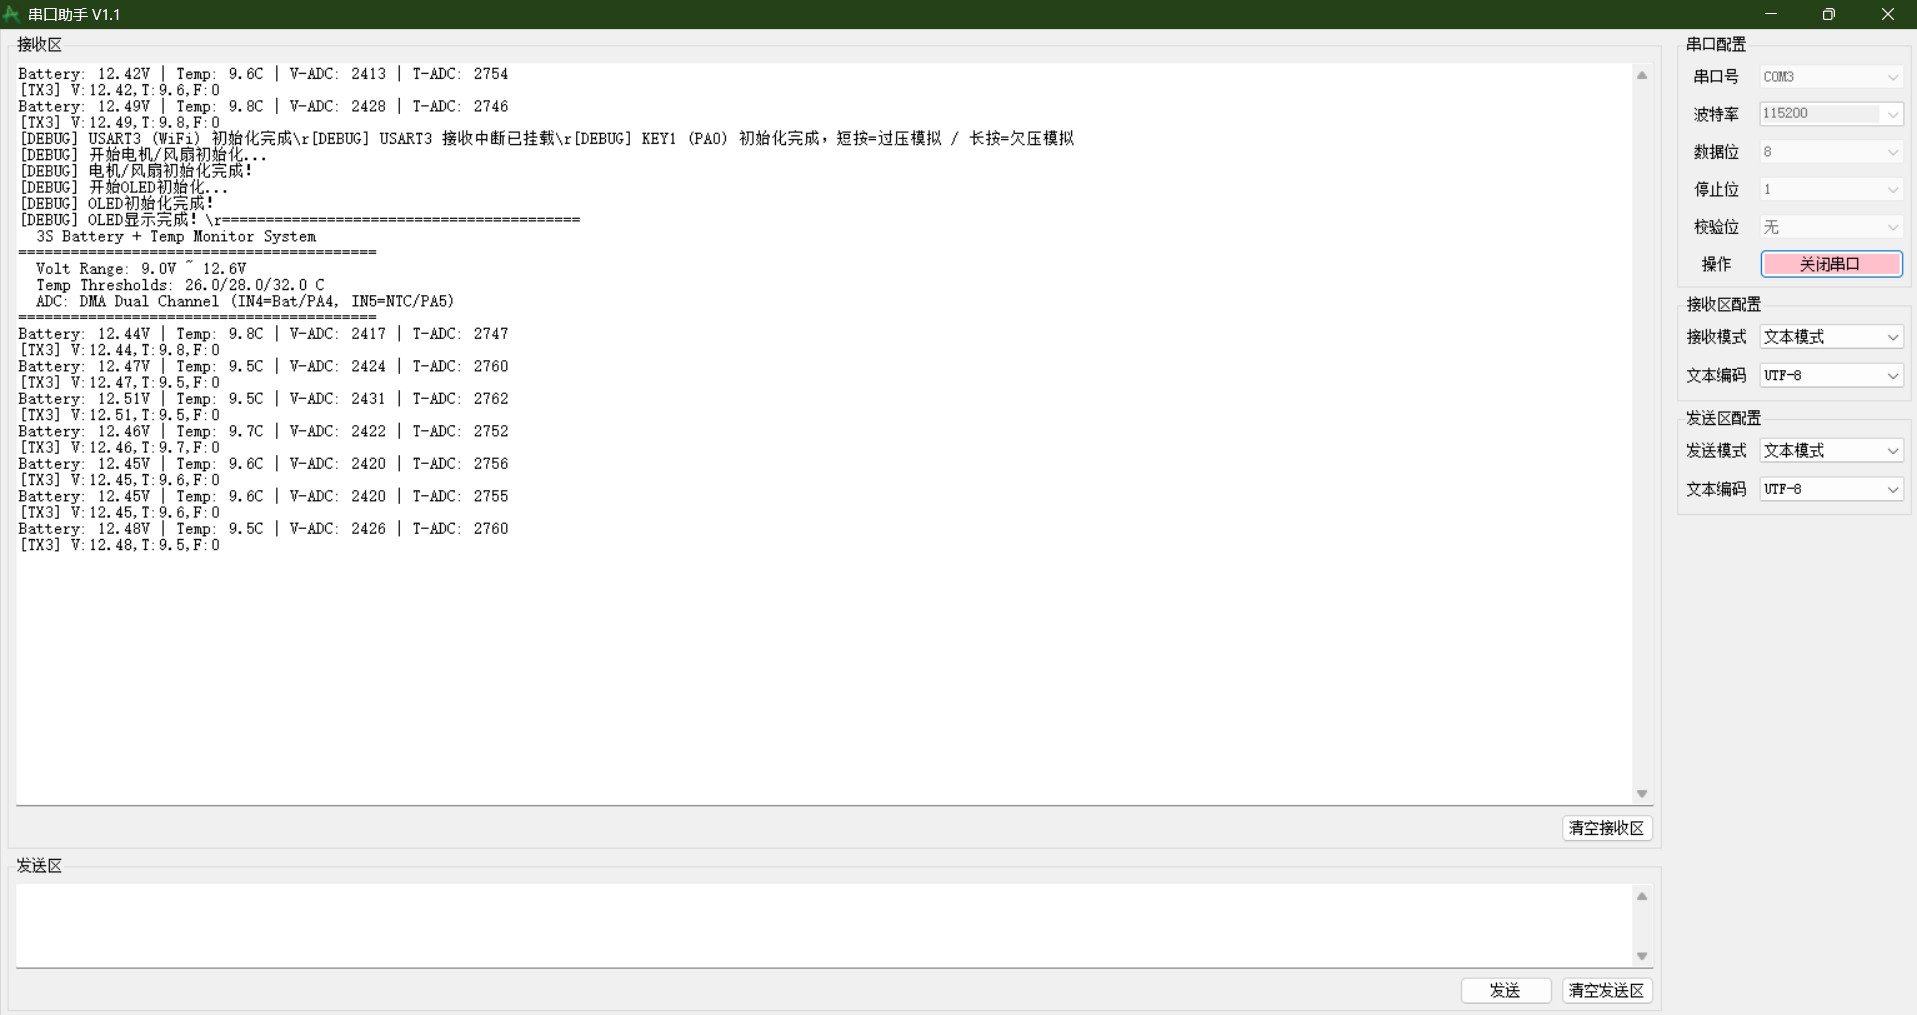 串口助手 V1.1
接收区
Battery: 12.42V | Temp: 9.6C | V-ADC: 2413 | T-ADC: 2754
[TX3] V:12.42,T:9.6,F:0
Battery: 12.49V | Temp: 9.8C | V-ADC: 2428 | T-ADC: 2746
[TX3] V:12.49,T:9.8,F:0
[DEBUG] USART3 (WiFi) 初始化完成\r[DEBUG] USART3 接收中断已挂载\r[DEBUG] KEY1 (PA0) 初始化完成，短按=过压模拟 / 长按=欠压模拟
[DEBUG] 开始电机/风扇初始化...
[DEBUG] 电机/风扇初始化完成!
[DEBUG] 开始OLED初始化...
[DEBUG] OLED初始化完成!
[DEBUG] OLED显示完成! \r=========================================
3S Battery + Temp Monitor System
=========================================
Volt Range: 9.0V ~ 12.6V
Temp Thresholds: 26.0/28.0/32.0 C
ADC: DMA Dual Channel (IN4=Bat/PA4, IN5=NTC/PA5)
=========================================
Battery: 12.44V | Temp: 9.8C | V-ADC: 2417 | T-ADC: 2747
[TX3] V:12.44,T:9.8,F:0
Battery: 12.47V | Temp: 9.5C | V-ADC: 2424 | T-ADC: 2760
[TX3] V:12.47,T:9.5,F:0
Battery: 12.51V | Temp: 9.5C | V-ADC: 2431 | T-ADC: 2762
[TX3] V:12.51,T:9.5,F:0
Battery: 12.46V | Temp: 9.7C | V-ADC: 2422 | T-ADC: 2752
[TX3] V:12.46,T:9.7,F:0
Battery: 12.45V | Temp: 9.6C | V-ADC: 2420 | T-ADC: 2756
[TX3] V:12.45,T:9.6,F:0
Battery: 12.45V | Temp: 9.6C | V-ADC: 2420 | T-ADC: 2755
[TX3] V:12.45,T:9.6,F:0
Battery: 12.48V | Temp: 9.5C | V-ADC: 2426 | T-ADC: 2760
[TX3] V:12.48,T:9.5,F:0
清空接收区
发送区
发送 清空发送区
串口配置
串口号 COM3
波特率 115200
数据位 8
停止位 1
校验位 无
操作 关闭串口
接收区配置
接收模式 文本模式
文本编码 UTF-8
发送区配置
发送模式 文本模式
文本编码 UTF-8